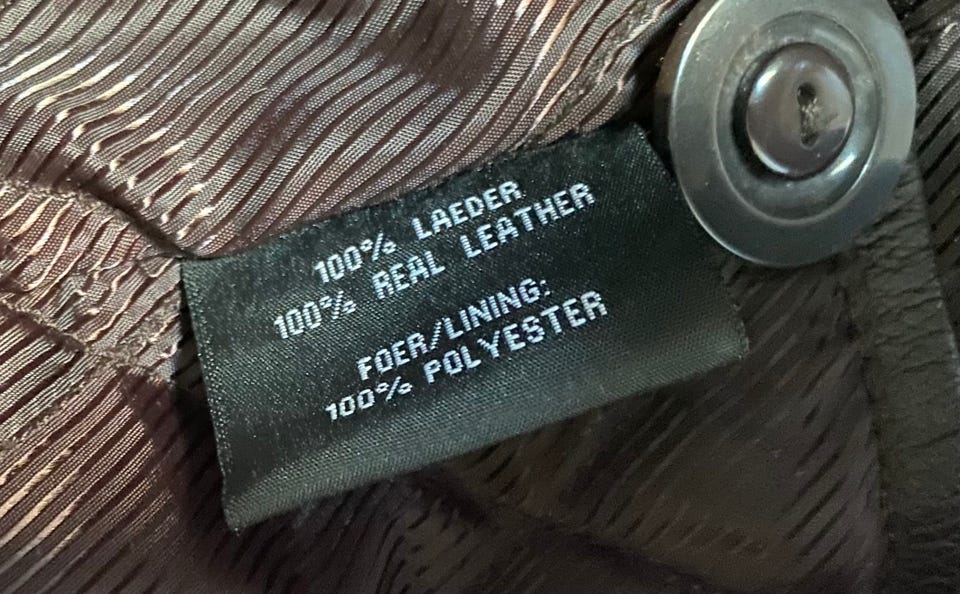 100% LAEDER
100% REAL LEATHER
FOER/LINING:
100% POLYESTER